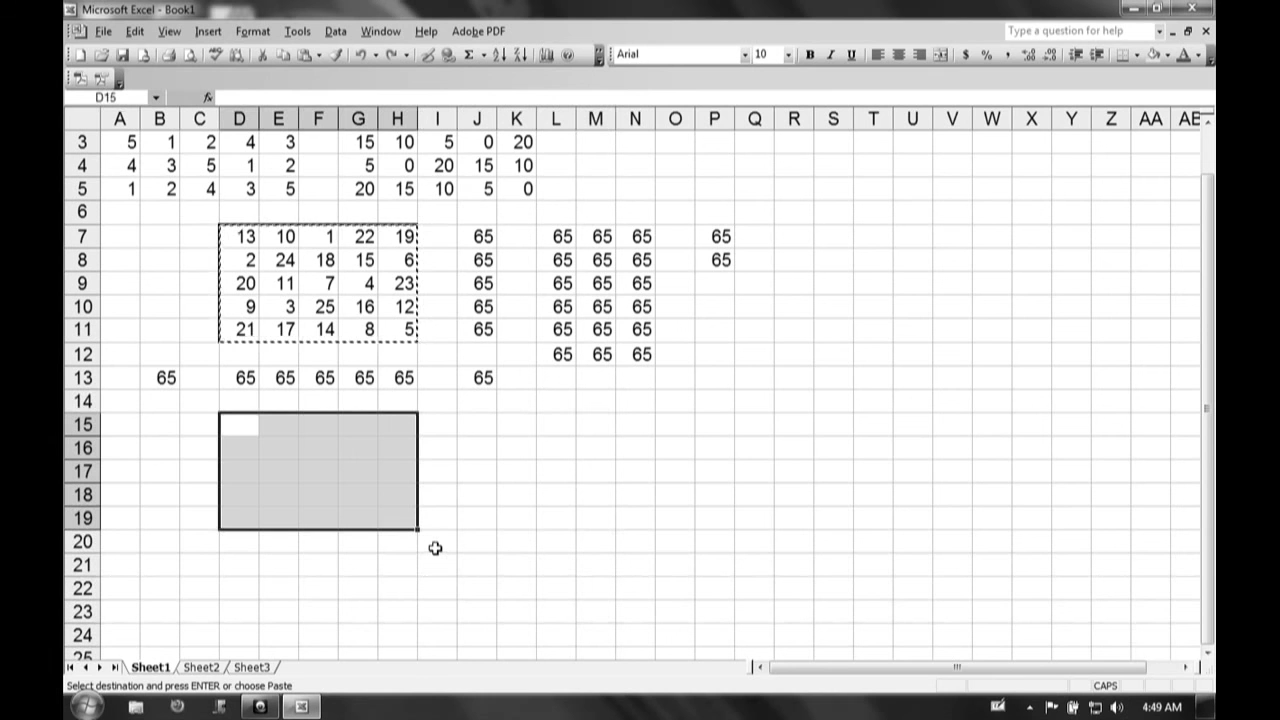 Microsoft Excel - Book1
File Edit View Insert Format Tools Data Window Help Adobe PDF Type a question for help
Arial 10 B I U $ % ,
D15 fx
A B C D E F G H I J K L M N O P Q R S T U V W X Y Z AA AE
3 5 1 2 4 3 15 10 5 0 20
4 4 3 5 1 2 5 0 20 15 10
5 1 2 4 3 5 20 15 10 5 0
6
7 13 10 1 22 19 65 65 65 65 65
8 2 24 18 15 6 65 65 65 65 65
9 20 11 7 4 23 65 65 65 65
10 9 3 25 16 12 65 65 65 65
11 21 17 14 8 5 65 65 65 65
12 65 65 65
13 65 65 65 65 65 65 65
14
15
16
17
18
19
20
21
22
23
24
25
Sheet1 Sheet2 Sheet3
Select destination and press ENTER or choose Paste CAPS
4:49 AM